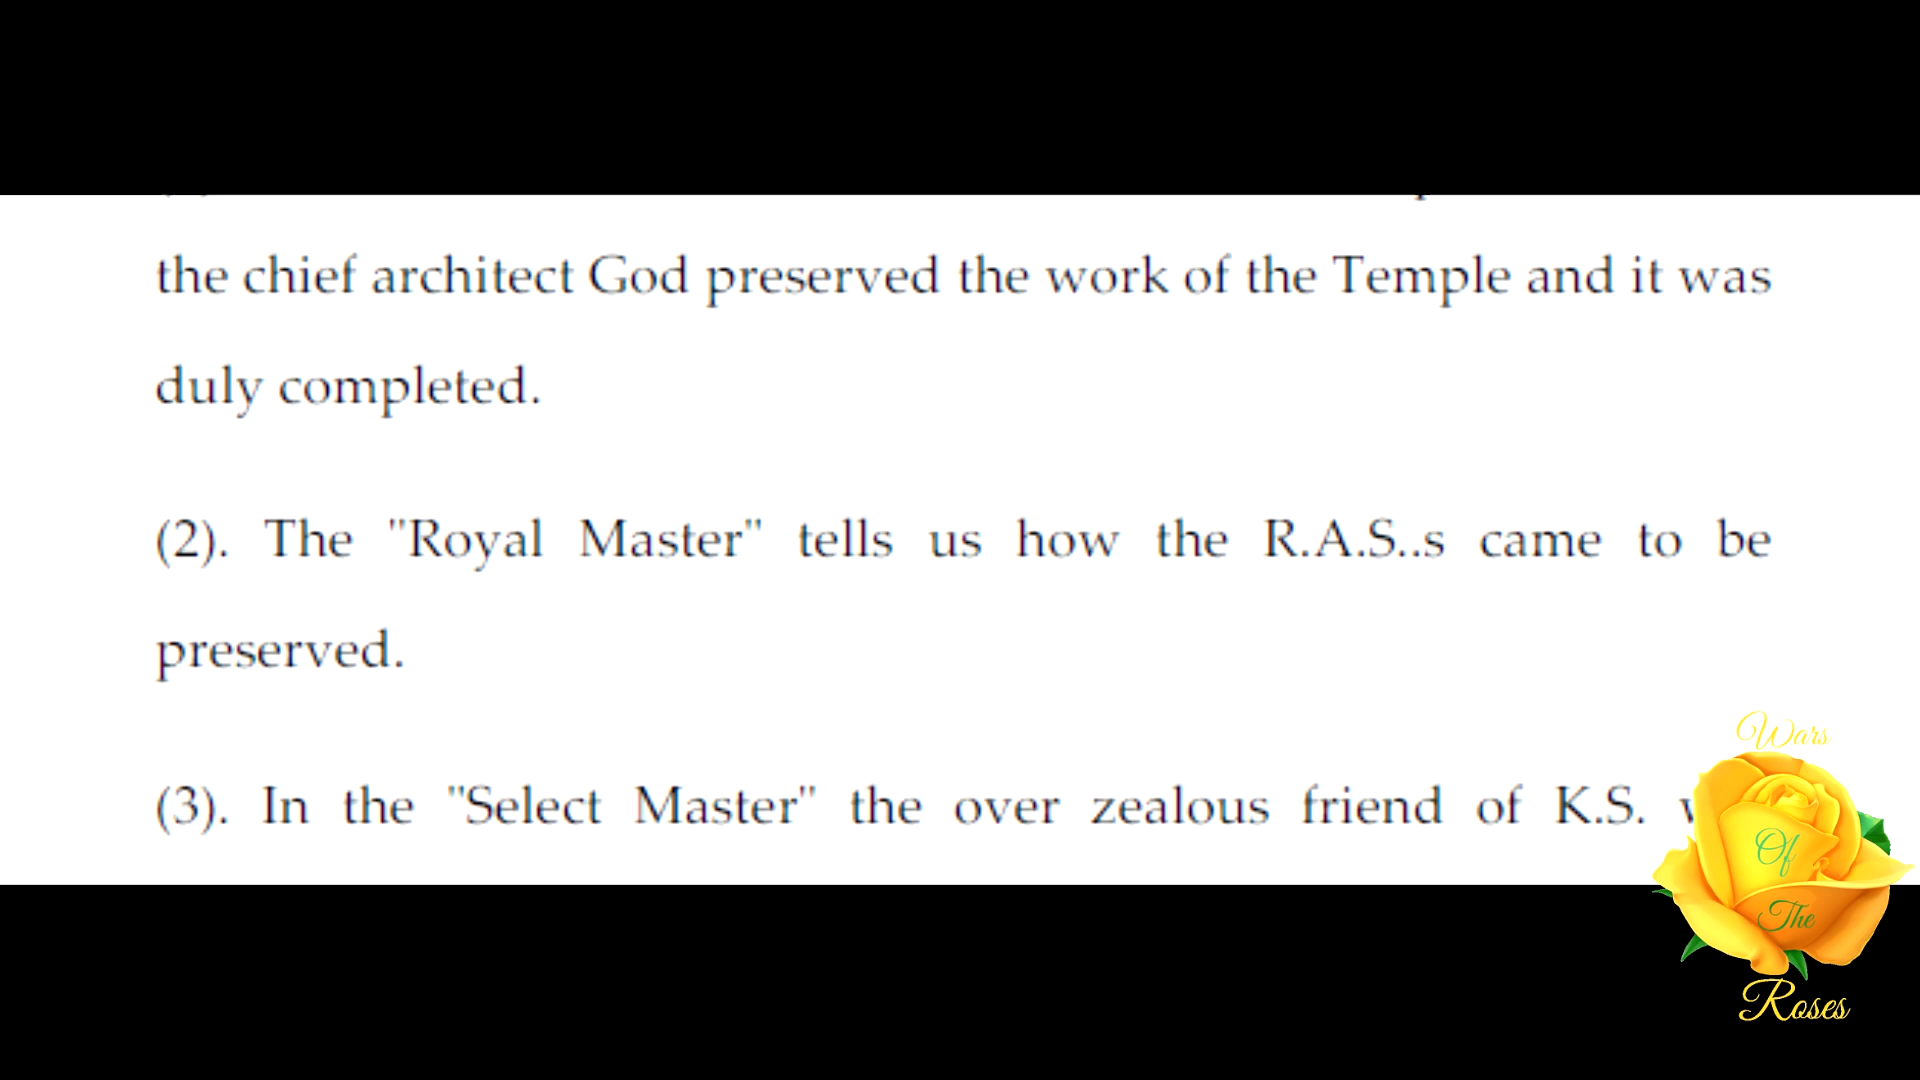 the chief architect God preserved the work of the Temple and it was
duly completed.
(2). The "Royal Master" tells us how the R.A.S..s came to be
preserved.
(3). In the "Select Master" the over zealous friend of K.S.
Wars
Of
The
Roses